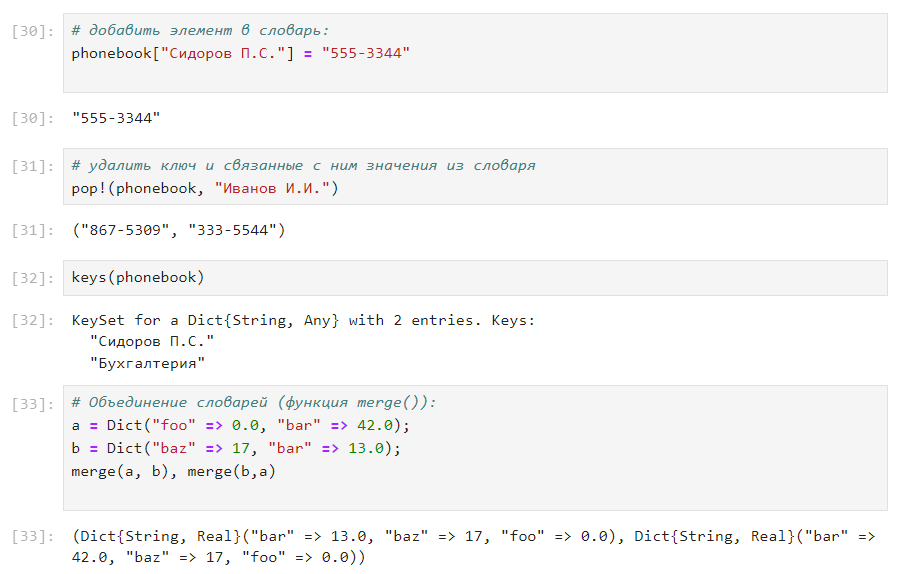 [30]: # добавить элемент в словарь:
phonebook["Сидоров П.С."] = "555-3344"
[30]: "555-3344"
[31]: # удалить ключ и связанные с ним значения из словаря
pop!(phonebook, "Иванов И.И.")
[31]: ("867-5309", "333-5544")
[32]: keys(phonebook)
[32]: KeySet for a Dict{String, Any} with 2 entries. Keys:
"Сидоров П.С."
"Бухгалтерия"
[33]: # Объединение словарей (функция merge()):
a = Dict("foo" => 0.0, "bar" => 42.0);
b = Dict("baz" => 17, "bar" => 13.0);
merge(a, b), merge(b,a)
[33]: (Dict{String, Real}("bar" => 13.0, "baz" => 17, "foo" => 0.0), Dict{String, Real}("bar" =>
42.0, "baz" => 17, "foo" => 0.0))